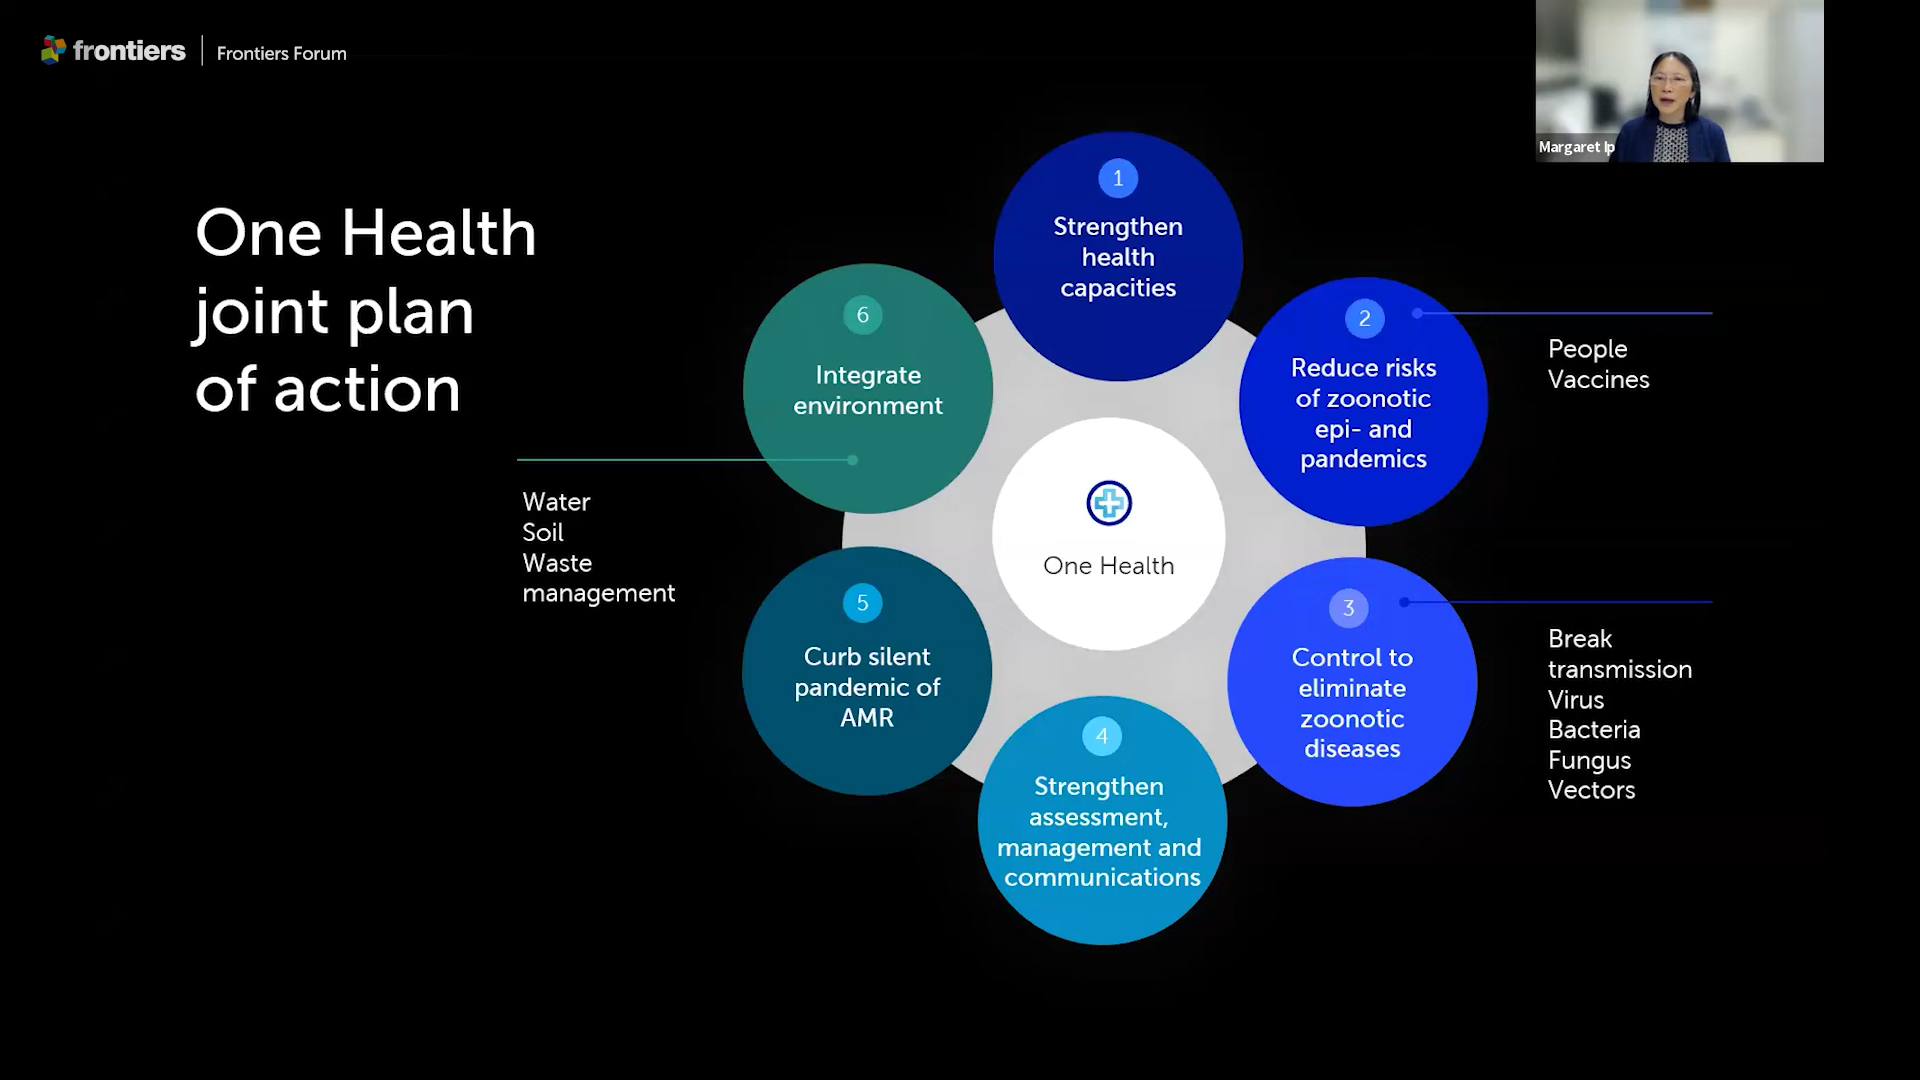 frontiers
Frontiers Forum
Margaret Ip
One Health
joint plan
of action
1
Strengthen
health
capacities
2
Reduce risks
of zoonotic
epi- and
pandemics
People
Vaccines
3
Control to
eliminate
zoonotic
diseases
Break
transmission
Virus
Bacteria
Fungus
Vectors
4
Strengthen
assessment,
management and
communications
5
Curb silent
pandemic of
AMR
6
Integrate
environment
Water
Soil
Waste
management
One Health